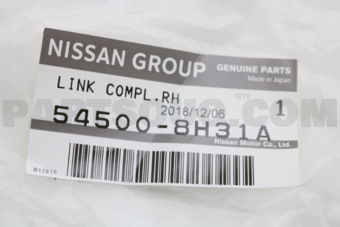 NISSAN GROUP GENUINE PARTS
Made in Japan
LINK COMPL.RH QTY 1
2018/12/06
54500-8H31A
Nissan Motor Co., Ltd.